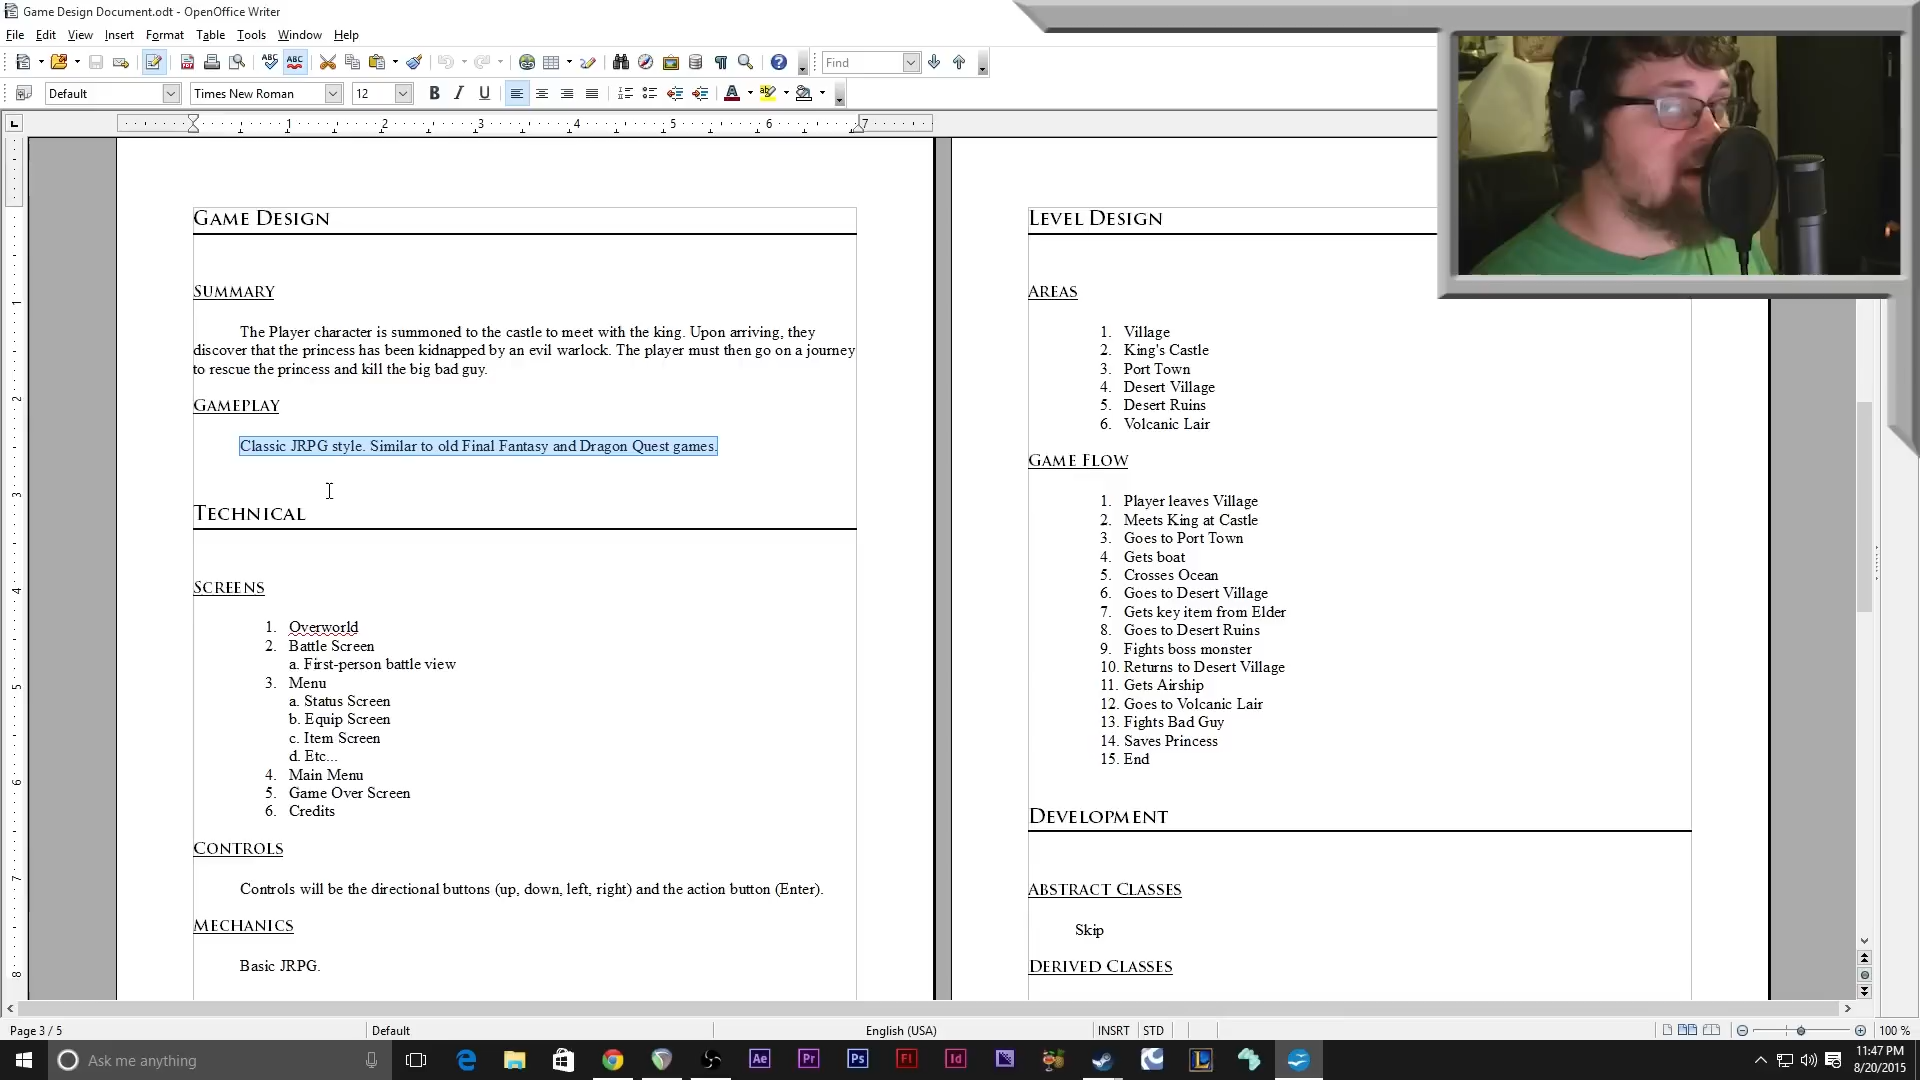 Game Design Document.odt - OpenOffice Writer
File Edit View Insert Format Table Tools Window Help
Find
Default Times New Roman 12
1 2 3 4 5 6 7
GAME DESIGN
SUMMARY
The Player character is summoned to the castle to meet with the king. Upon arriving, they
discover that the princess has been kidnapped by an evil warlock. The player must then go on a journey
to rescue the princess and kill the big bad guy.
GAMEPLAY
Classic JRPG style. Similar to old Final Fantasy and Dragon Quest games.
TECHNICAL
SCREENS
1. Overworld
2. Battle Screen
a. First-person battle view
3. Menu
a. Status Screen
b. Equip Screen
c. Item Screen
d. Etc...
4. Main Menu
5. Game Over Screen
6. Credits
CONTROLS
Controls will be the directional buttons (up, down, left, right) and the action button (Enter).
MECHANICS
Basic JRPG.
LEVEL DESIGN
AREAS
1. Village
2. King's Castle
3. Port Town
4. Desert Village
5. Desert Ruins
6. Volcanic Lair
GAME FLOW
1. Player leaves Village
2. Meets King at Castle
3. Goes to Port Town
4. Gets boat
5. Crosses Ocean
6. Goes to Desert Village
7. Gets key item from Elder
8. Goes to Desert Ruins
9. Fights boss monster
10. Returns to Desert Village
11. Gets Airship
12. Goes to Volcanic Lair
13. Fights Bad Guy
14. Saves Princess
15. End
DEVELOPMENT
ABSTRACT CLASSES
Skip
DERIVED CLASSES
Page 3 / 5 Default English (USA) INSRT STD 100 %
Ask me anything
11:47 PM
8/20/2015